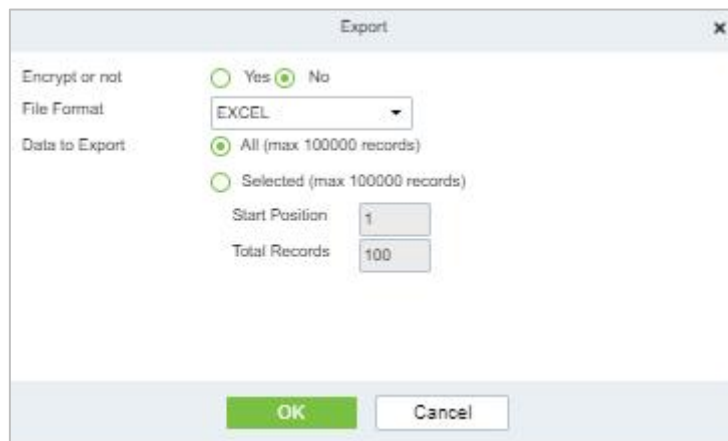 Export
Encrypt or not Yes No
File Format EXCEL
Data to Export All (max 100000 records)
Selected (max 100000 records)
Start Position 1
Total Records 100
OK Cancel